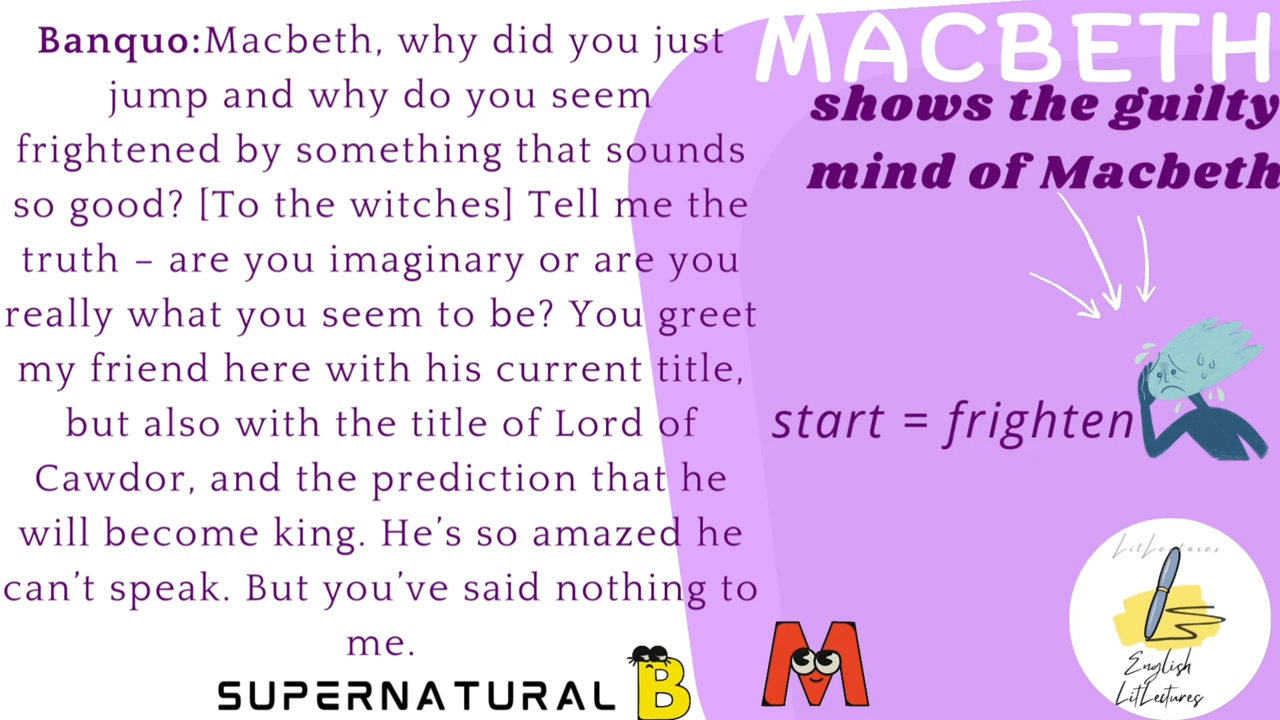 Banquo:Macbeth, why did you just
jump and why do you seem
frightened by something that sounds
so good? [To the witches] Tell me the
truth – are you imaginary or are you
really what you seem to be? You greet
my friend here with his current title,
but also with the title of Lord of
Cawdor, and the prediction that he
will become king. He’s so amazed he
can’t speak. But you’ve said nothing to
me.
SUPERNATURAL
B
M
MACBETH
shows the guilty
mind of Macbeth
start = frighten
LitLectures
English
LitLectures